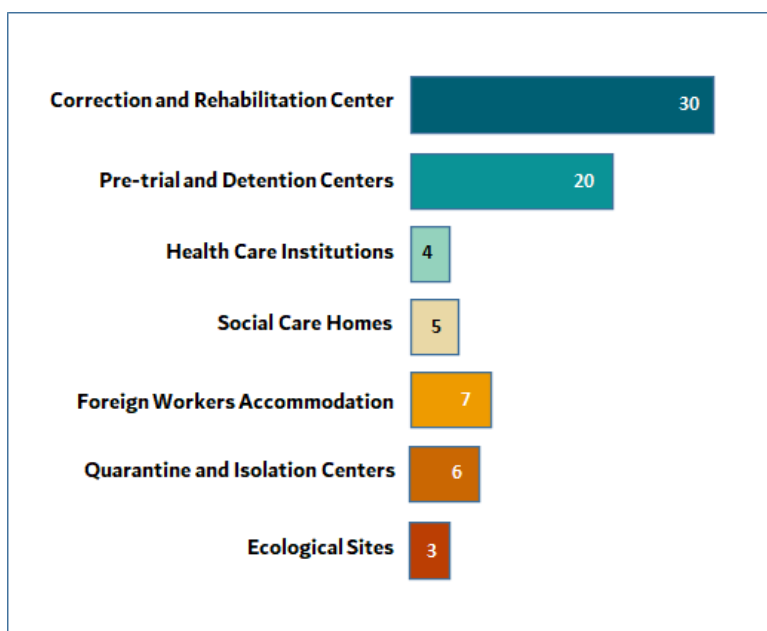 Correction and Rehabilitation Center 30
Pre-trial and Detention Centers 20
Health Care Institutions 4
Social Care Homes 5
Foreign Workers Accommodation 7
Quarantine and Isolation Centers 6
Ecological Sites 3